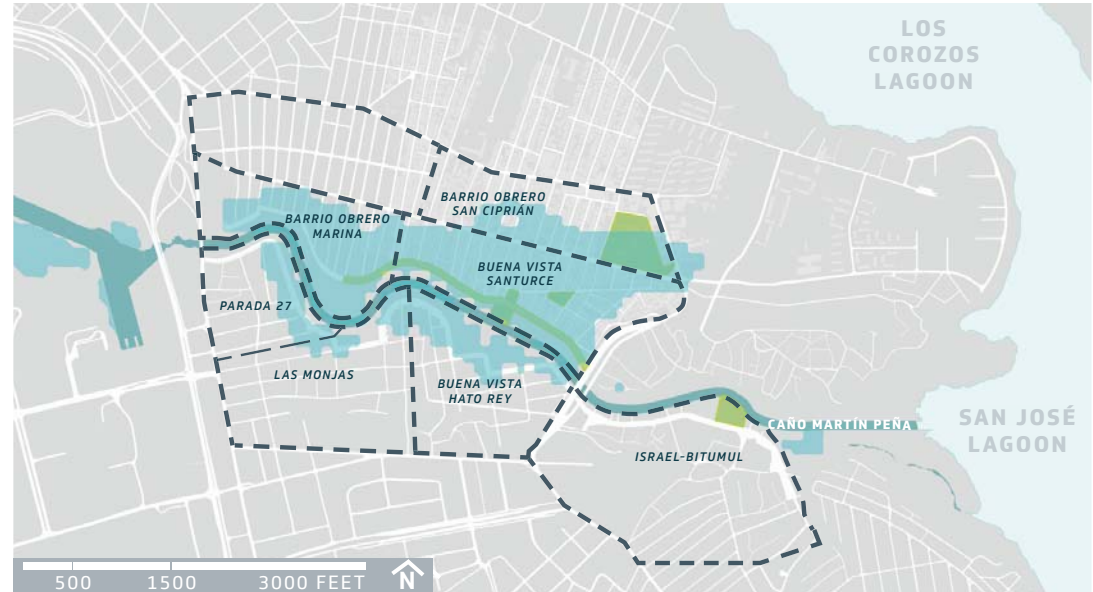 LOS
COROZOS
LAGOON
BARRIO OBRERO
SAN CIPRIÁN
BARRIO OBRERO
MARINA
BUENA VISTA
SANTURCE
PARADA 27
LAS MONJAS
BUENA VISTA
HATO REY
CAÑO MARTÍN PEÑA
SAN JOSÉ
LAGOON
ISRAEL-BITUMUL
500 1500 3000 FEET N